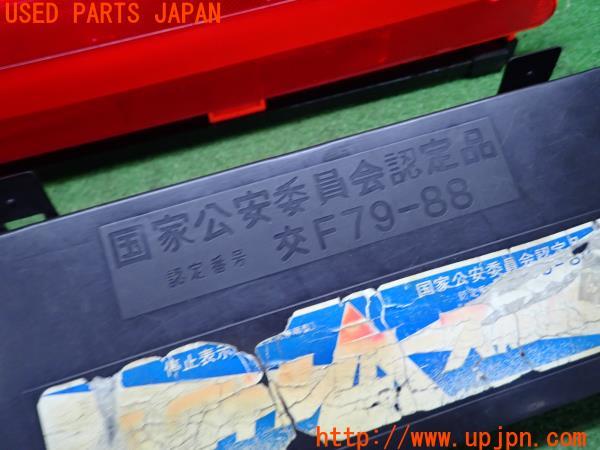 USED PARTS JAPAN
国家公安委員会認定品
認定番号 交F79-88
国家公安委員会認定品
停止表示
http://www.upjpn.com